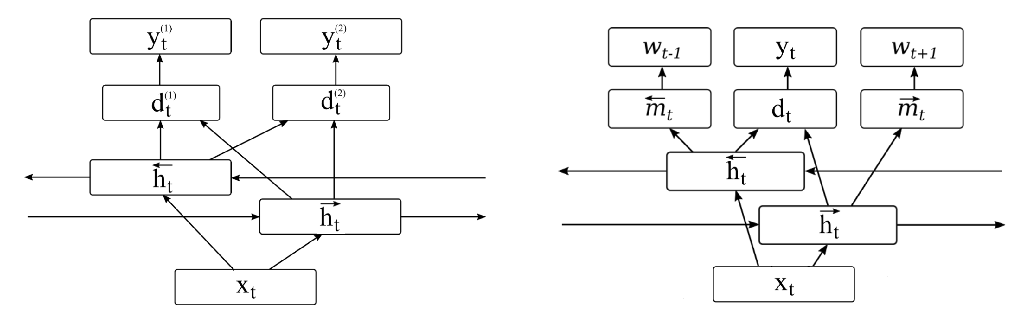 y_t^{(1)} y_t^{(2)}
d_t^{(1)} d_t^{(2)}
\overleftarrow{h}_t
\overrightarrow{h}_t
x_t
w_{t-1} y_t w_{t+1}
\overleftarrow{m}_t d_t \overrightarrow{m}_t
\overleftarrow{h}_t
\overrightarrow{h}_t
x_t